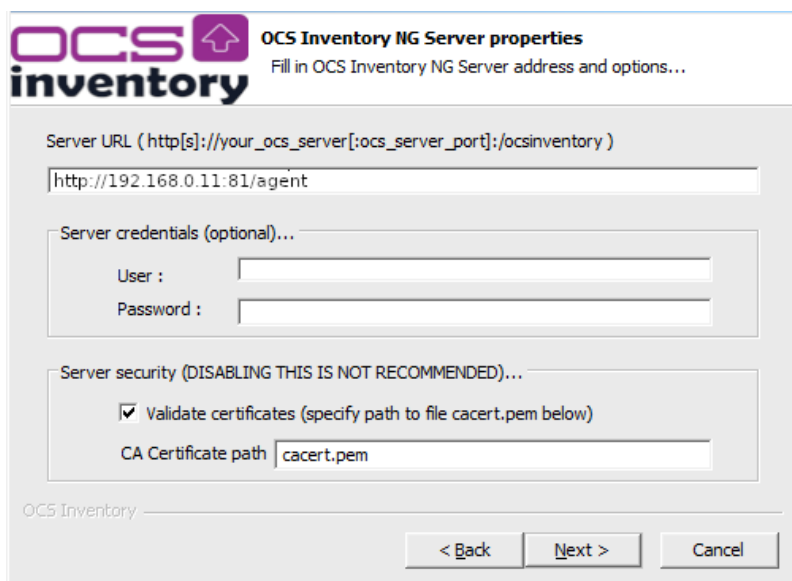 OCS
inventory
OCS Inventory NG Server properties
Fill in OCS Inventory NG Server address and options...
Server URL ( http[s]://your_ocs_server[:ocs_server_port]:/ocsinventory )
http://192.168.0.11:81/agent
Server credentials (optional)...
User :
Password :
Server security (DISABLING THIS IS NOT RECOMMENDED)...
Validate certificates (specify path to file cacert.pem below)
CA Certificate path cacert.pem
OCS Inventory
< Back Next > Cancel